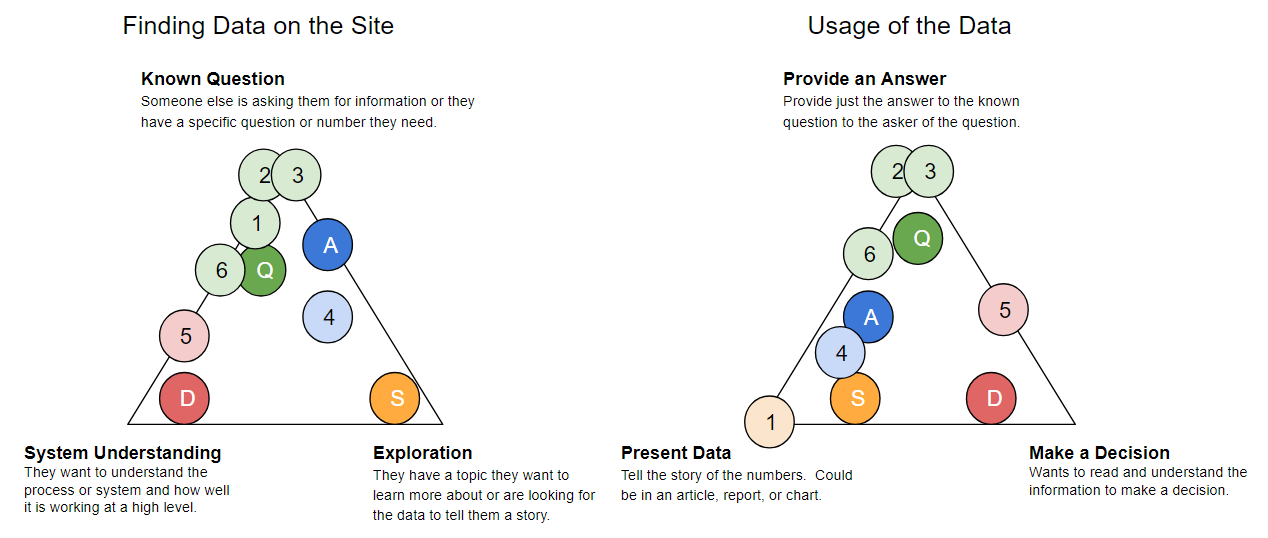 Finding Data on the Site
Known Question
Someone else is asking them for information or they
have a specific question or number they need.
2
3
1
A
6
Q
4
5
D
S
System Understanding
They want to understand the
process or system and how well
it is working at a high level.
Exploration
They have a topic they want to
learn more about or are looking for
the data to tell them a story.
Usage of the Data
Provide an Answer
Provide just the answer to the known
question to the asker of the question.
2
3
Q
6
A
5
4
S
D
1
Present Data
Tell the story of the numbers. Could
be in an article, report, or chart.
Make a Decision
Wants to read and understand the
information to make a decision.